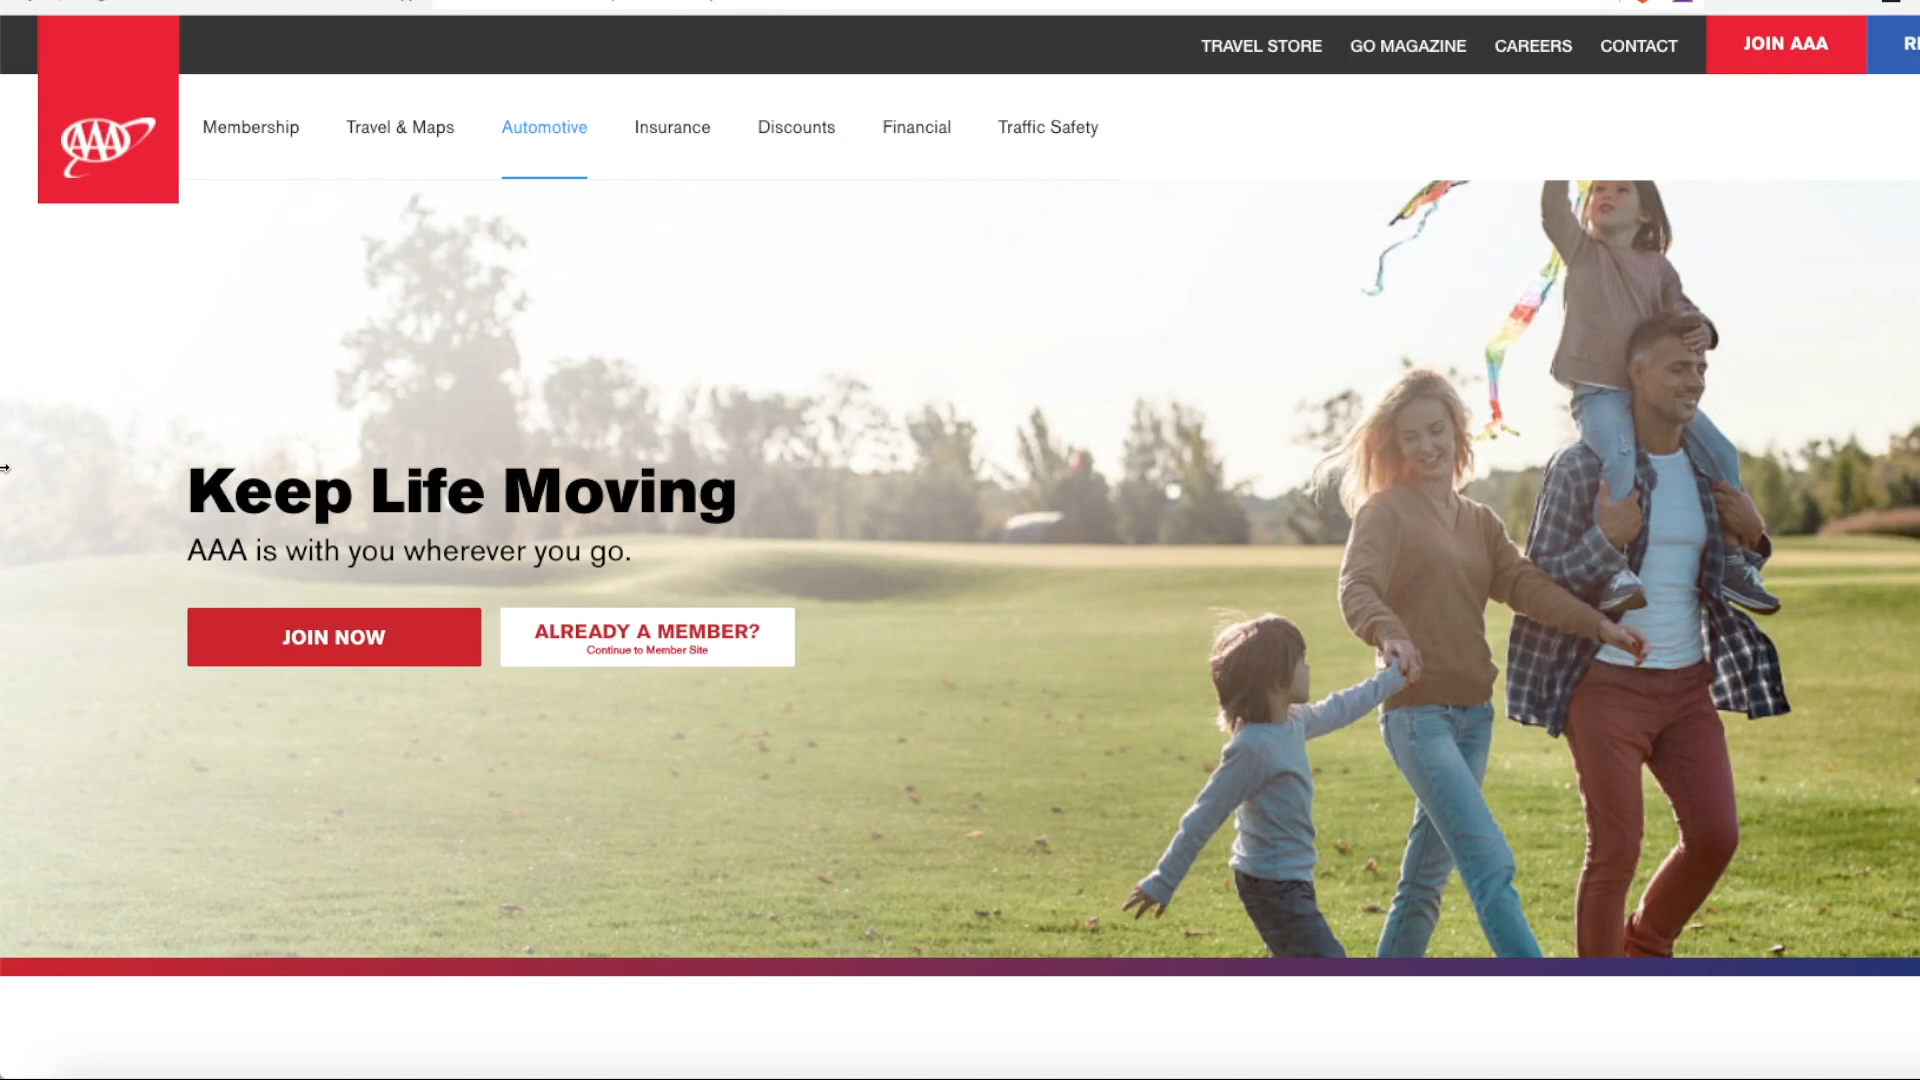 TRAVEL STORE GO MAGAZINE CAREERS CONTACT JOIN AAA
AAA
Membership Travel & Maps Automotive Insurance Discounts Financial Traffic Safety
Keep Life Moving
AAA is with you wherever you go.
JOIN NOW
ALREADY A MEMBER?
Continue to Member Site